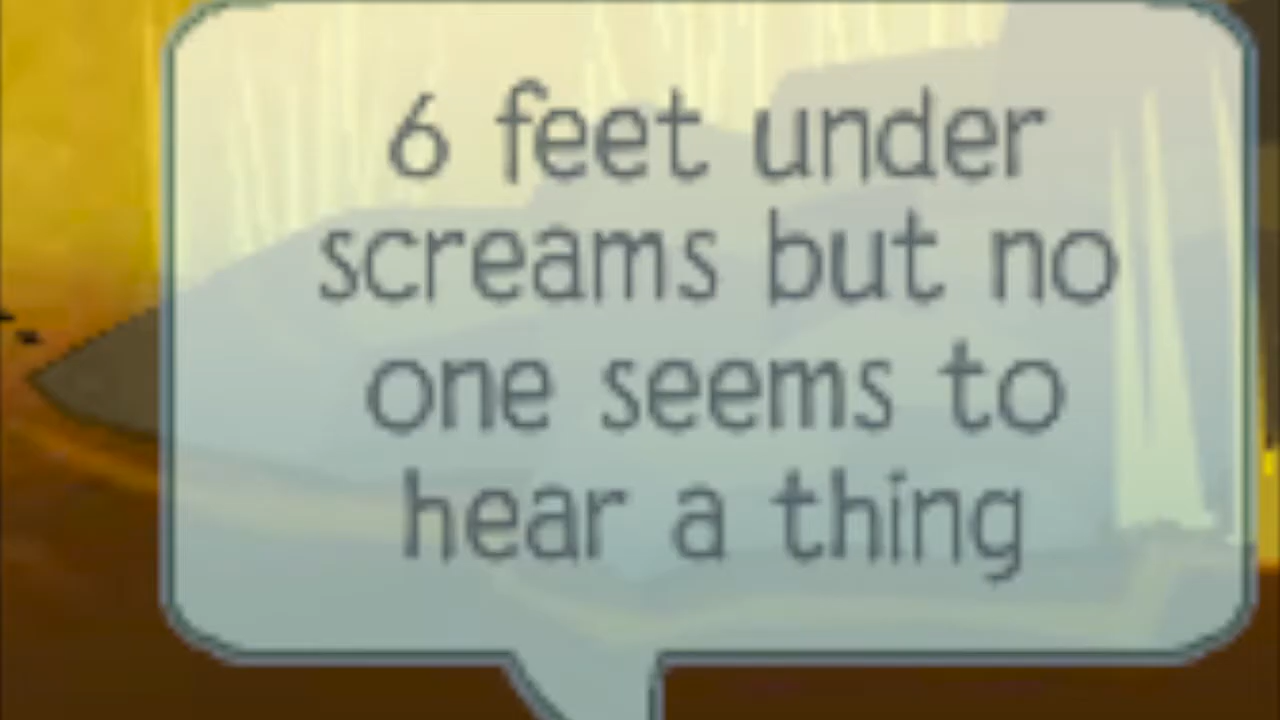 6 feet under
screams but no
one seems to
hear a thing